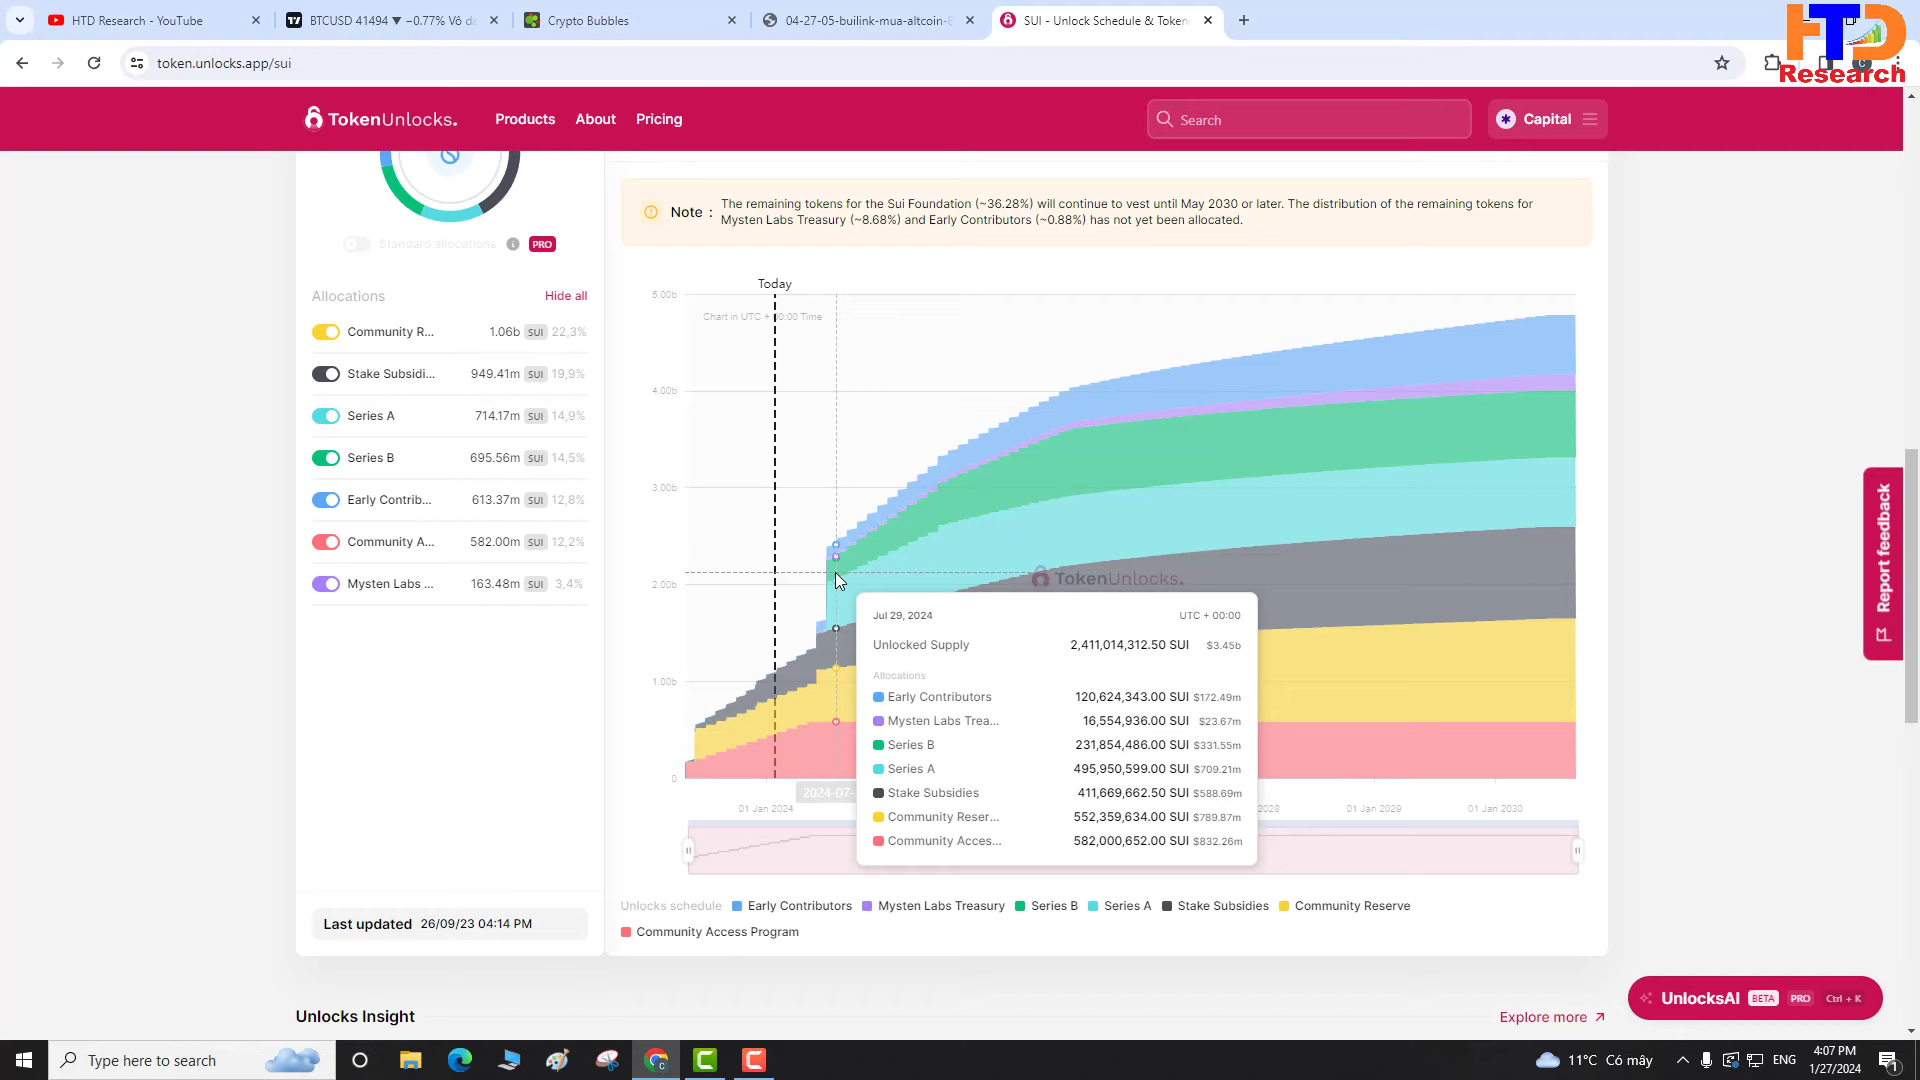 HTD Research - YouTube
BTCUSD 41494 ▼ −0.77% Vô d
Crypto Bubbles
04-27-05-builink-mua-altcoin-
SUI - Unlock Schedule & Token
HTD
Research
token.unlocks.app/sui
TokenUnlocks.
Products
About
Pricing
Search
Capital
Standard allocations
PRO
Note :
The remaining tokens for the Sui Foundation (~36.28%) will continue to vest until May 2030 or later. The distribution of the remaining tokens for
Mysten Labs Treasury (~8.68%) and Early Contributors (~0.88%) has not yet been allocated.
Allocations
Hide all
Community R... 1.06b SUI 22,3%
Stake Subsidi... 949.41m SUI 19,9%
Series A 714.17m SUI 14,9%
Series B 695.56m SUI 14,5%
Early Contrib... 613.37m SUI 12,8%
Community A... 582.00m SUI 12,2%
Mysten Labs ... 163.48m SUI 3,4%
Last updated 26/09/23 04:14 PM
Today
Chart in UTC + 00:00 Time
5.00b
4.00b
3.00b
2.00b
1.00b
0
TokenUnlocks.
Jul 29, 2024 UTC + 00:00
Unlocked Supply 2,411,014,312.50 SUI $3.45b
Allocations
Early Contributors 120,624,343.00 SUI $172.49m
Mysten Labs Trea... 16,554,936.00 SUI $23.67m
Series B 231,854,486.00 SUI $331.55m
Series A 495,950,599.00 SUI $709.21m
Stake Subsidies 411,669,662.50 SUI $588.69m
Community Reser... 552,359,634.00 SUI $789.87m
Community Acces... 582,000,652.00 SUI $832.26m
2024-07-
01 Jan 2024
2028
01 Jan 2029
01 Jan 2030
Unlocks schedule Early Contributors Mysten Labs Treasury Series B Series A Stake Subsidies Community Reserve
Community Access Program
Report feedback
Unlocks Insight
Explore more
UnlocksAI BETA PRO Ctrl + K
Type here to search
11°C Có mây
ENG
4:07 PM
1/27/2024
1